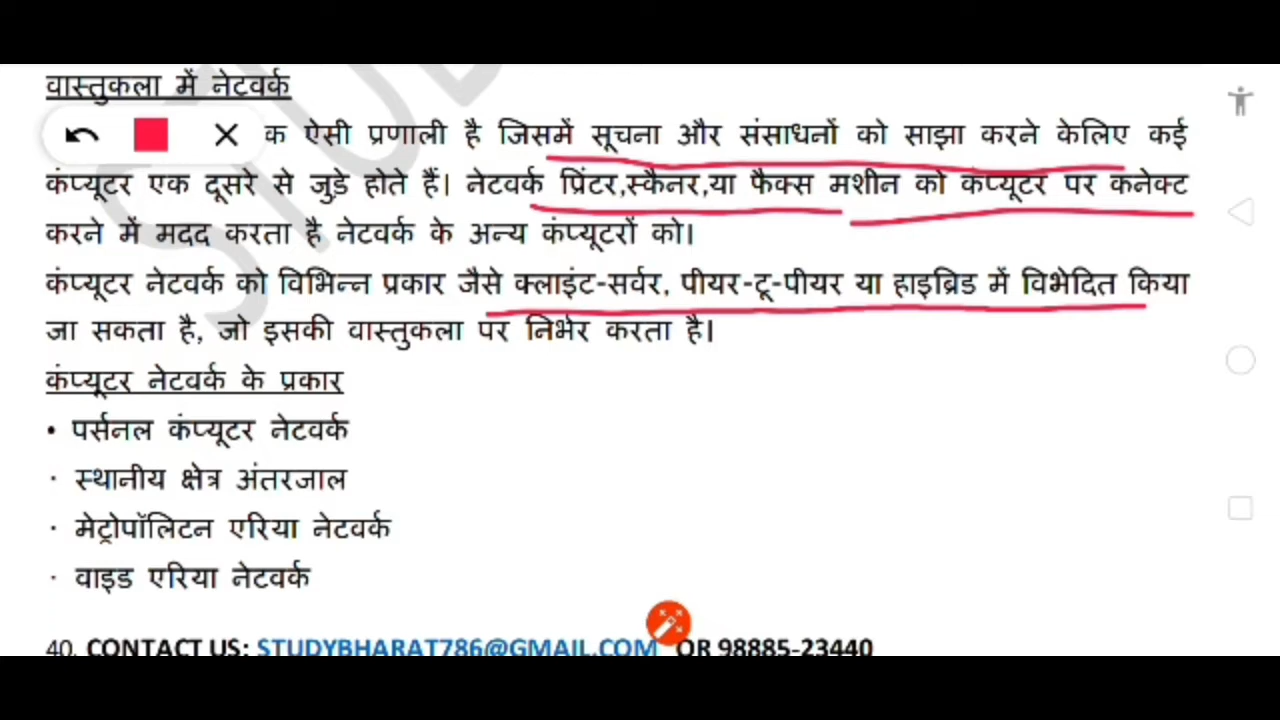 वास्तुकला में नेटवर्क
ऐसी प्रणाली है जिसमें सूचना और संसाधनों को साझा करने केलिए कई
कंप्यूटर एक दूसरे से जुड़े होते हैं। नेटवर्क प्रिंटर,स्कैनर,या फैक्स मशीन को कंप्यूटर पर कनेक्ट
करने में मदद करता है नेटवर्क के अन्य कंप्यूटरों को।
कंप्यूटर नेटवर्क को विभिन्न प्रकार जैसे क्लाइंट-सर्वर, पीयर-टू-पीयर या हाइब्रिड में विभेदित किया
जा सकता है, जो इसकी वास्तुकला पर निर्भर करता है।
कंप्यूटर नेटवर्क के प्रकार
• पर्सनल कंप्यूटर नेटवर्क
· स्थानीय क्षेत्र अंतरजाल
· मेट्रोपॉलिटन एरिया नेटवर्क
· वाइड एरिया नेटवर्क
40. CONTACT US: STUDYBHARAT786@GMAIL.COM OR 98885-23440